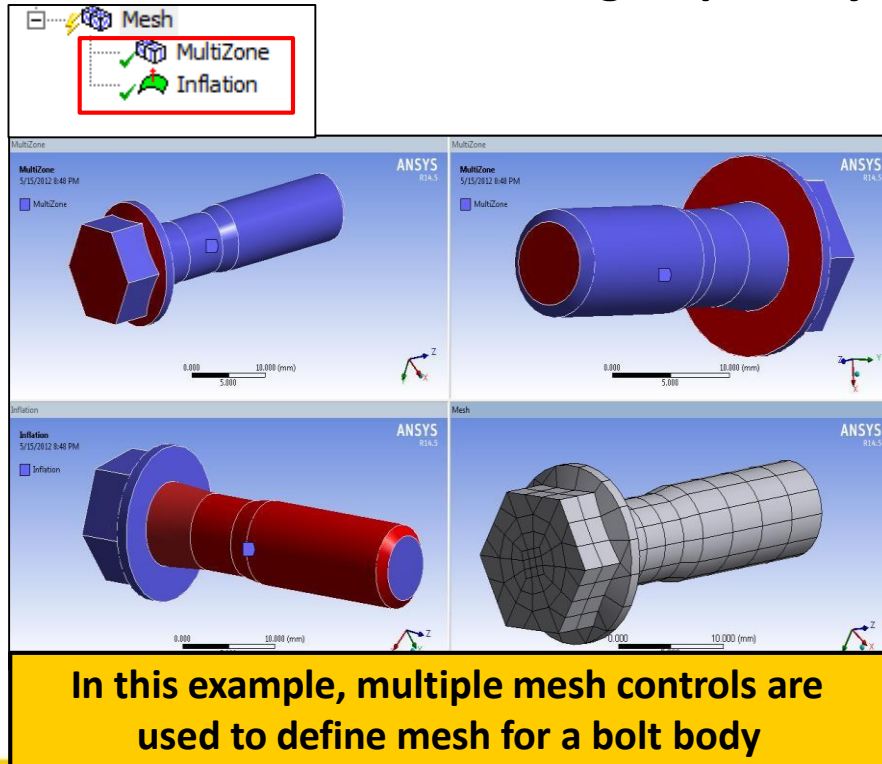 Mesh
MultiZone
Inflation
MultiZone
MultiZone
5/15/2012 8:48 PM
MultiZone
ANSYS
R14.5
0.000
10.000 (mm)
5.000
Z
Y
X
MultiZone
MultiZone
5/15/2012 8:48 PM
MultiZone
ANSYS
R14.5
0.000
10.000 (mm)
5.000
Z
Y
X
Inflation
Inflation
5/15/2012 8:48 PM
Inflation
ANSYS
R14.5
0.000
10.000 (mm)
Z
Mesh
ANSYS
R14.5
0.000
10.000 (mm)
Z
X
In this example, multiple mesh controls are
used to define mesh for a bolt body